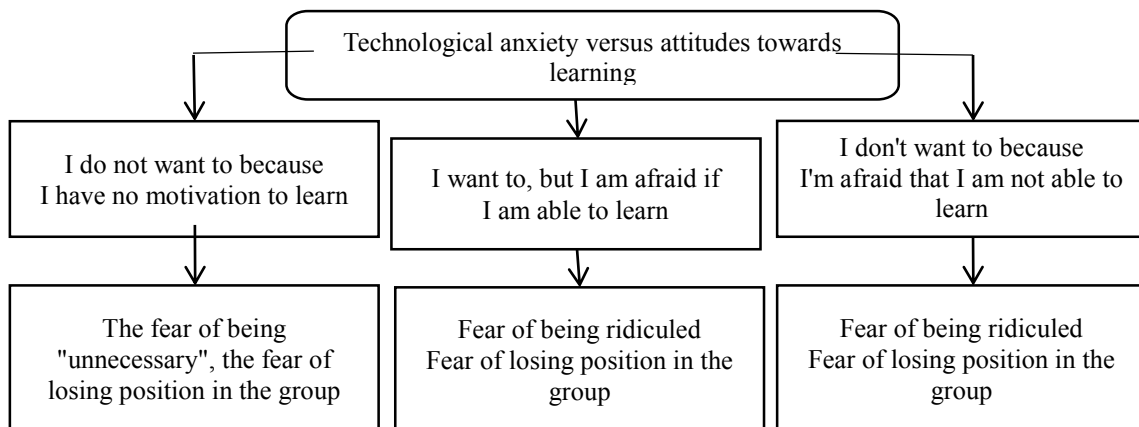 Technological anxiety versus attitudes towards
learning
I do not want to because
I have no motivation to learn
I want to, but I am afraid if
I am able to learn
I don't want to because
I'm afraid that I am not able to
learn
The fear of being
"unnecessary", the fear of
losing position in the group
Fear of being ridiculed
Fear of losing position in the
group
Fear of being ridiculed
Fear of losing position in the
group